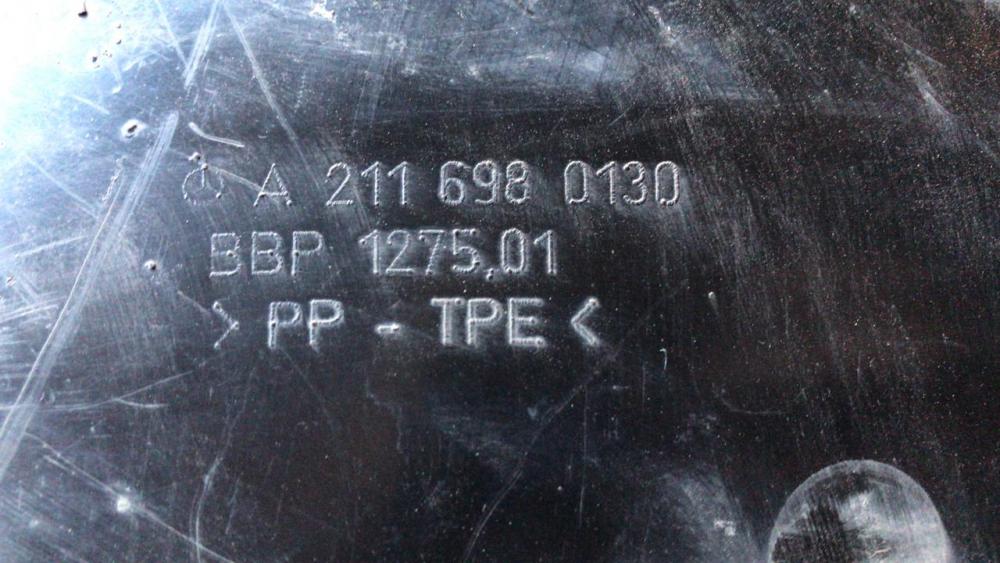 A 211 698 0130
BBP 1275,01
> PP - TPE <